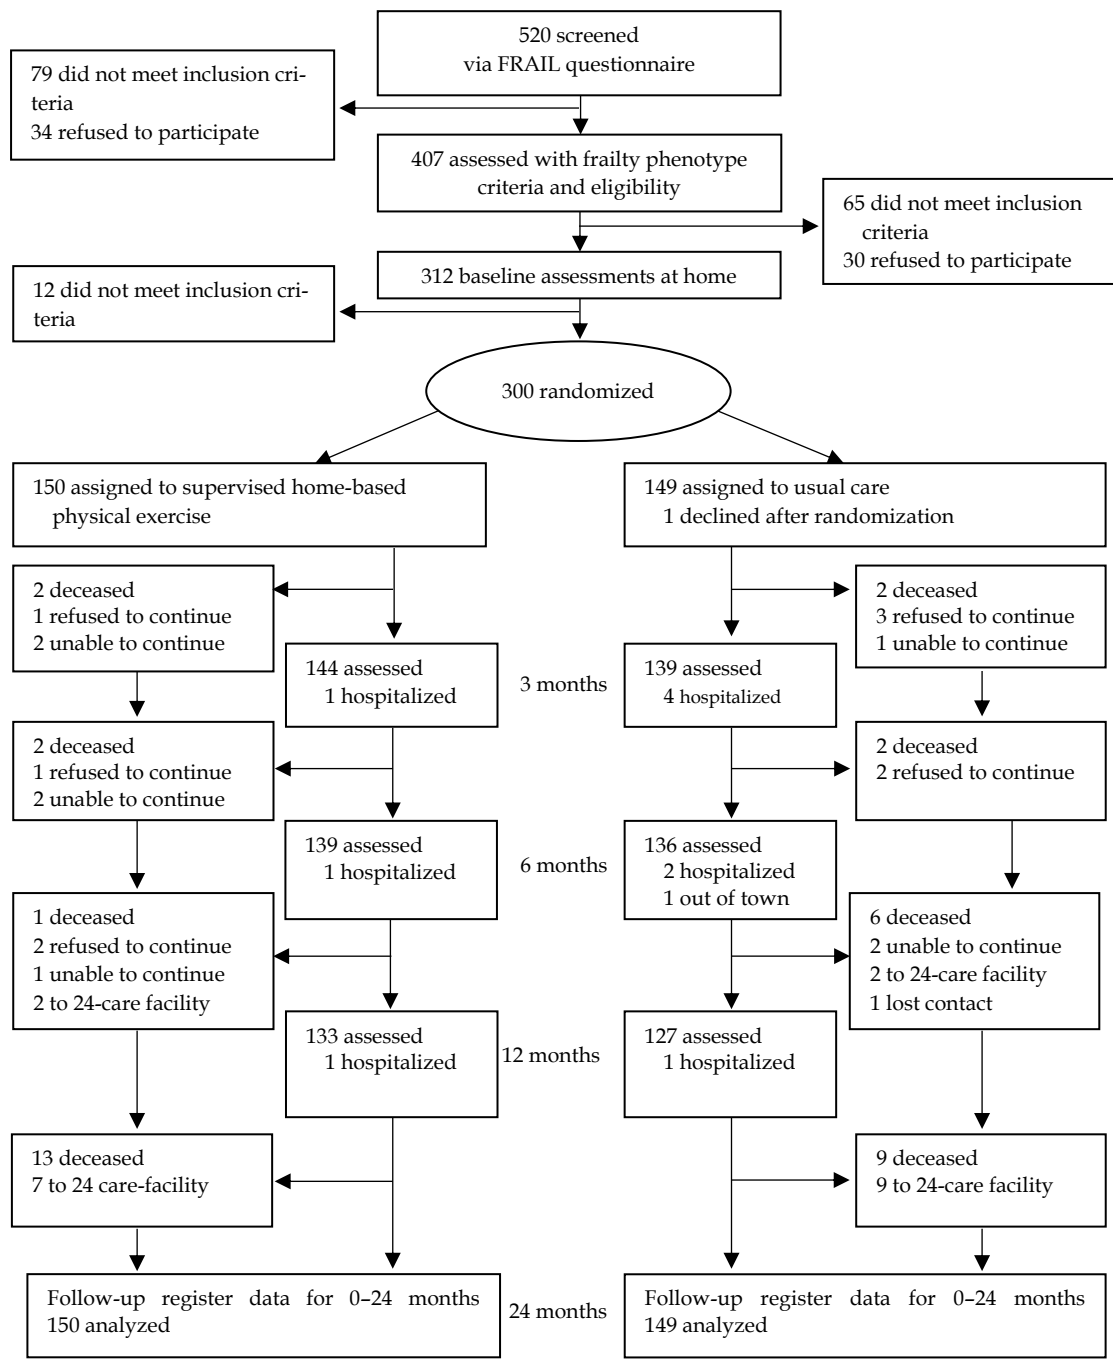 520 screened
via FRAIL questionnaire
79 did not meet inclusion cri-
teria
34 refused to participate
407 assessed with frailty phenotype
criteria and eligibility
65 did not meet inclusion
criteria
30 refused to participate
312 baseline assessments at home
12 did not meet inclusion cri-
teria
300 randomized
150 assigned to supervised home-based
physical exercise
149 assigned to usual care
1 declined after randomization
2 deceased
1 refused to continue
2 unable to continue
2 deceased
3 refused to continue
1 unable to continue
144 assessed
1 hospitalized
3 months
139 assessed
4 hospitalized
2 deceased
1 refused to continue
2 unable to continue
2 deceased
2 refused to continue
139 assessed
1 hospitalized
6 months
136 assessed
2 hospitalized
1 out of town
1 deceased
2 refused to continue
1 unable to continue
2 to 24-care facility
6 deceased
2 unable to continue
2 to 24-care facility
1 lost contact
133 assessed
1 hospitalized
12 months
127 assessed
1 hospitalized
13 deceased
7 to 24 care-facility
9 deceased
9 to 24-care facility
Follow-up register data for 0–24 months
150 analyzed
24 months
Follow-up register data for 0–24 months
149 analyzed